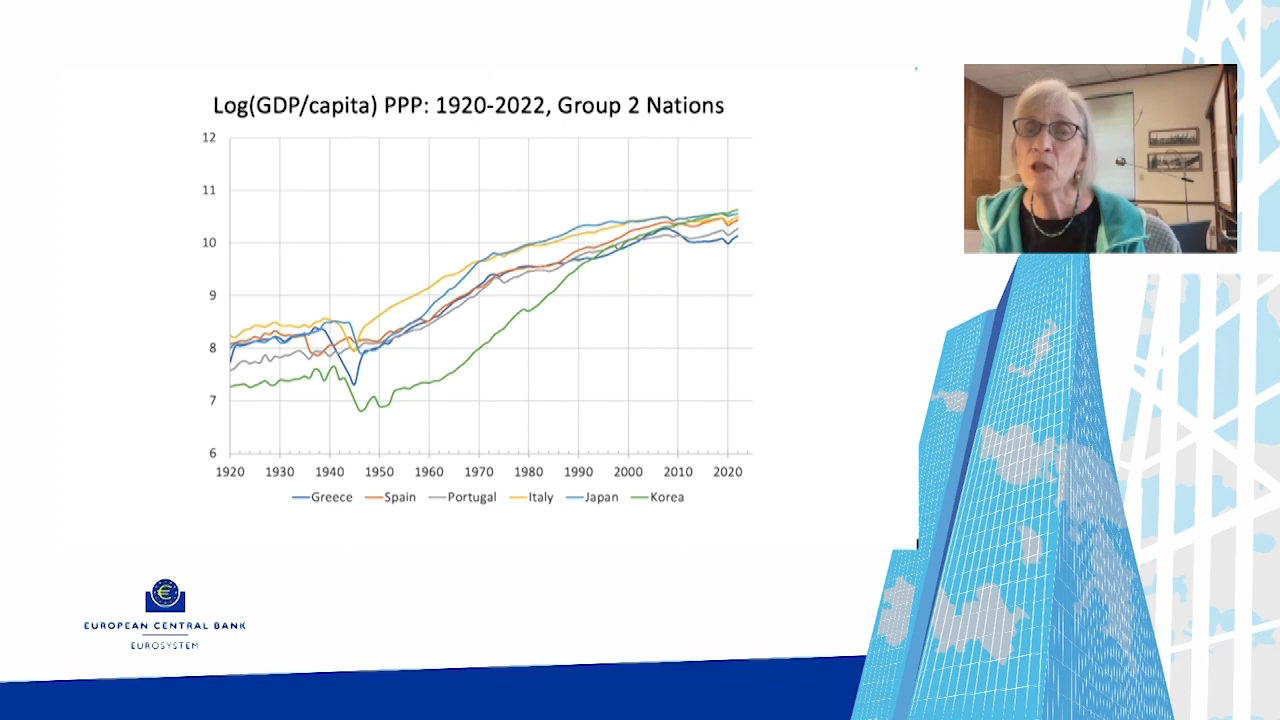 Log(GDP/capita) PPP: 1920-2022, Group 2 Nations
12
11
10
9
8
7
6
1920 1930 1940 1950 1960 1970 1980 1990 2000 2010 2020
Greece Spain Portugal Italy Japan Korea
€
EUROPEAN CENTRAL BANK
EUROSYSTEM